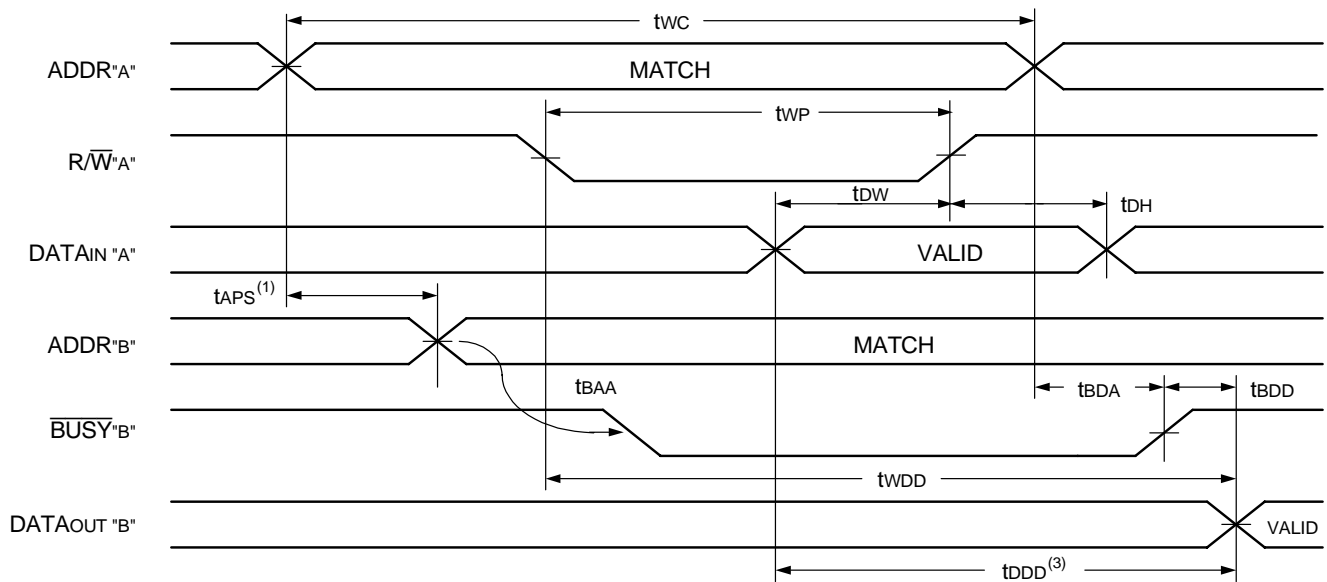 tWC
ADDR"A" MATCH
tWP
R/W̅"A"
tDW tDH
DATAIN "A" VALID
tAPS(1)
ADDR"B" MATCH
tBAA tBDA tBDD
B̅U̅S̅Y̅"B"
tWDD
DATAOUT "B" VALID
tDDD(3)